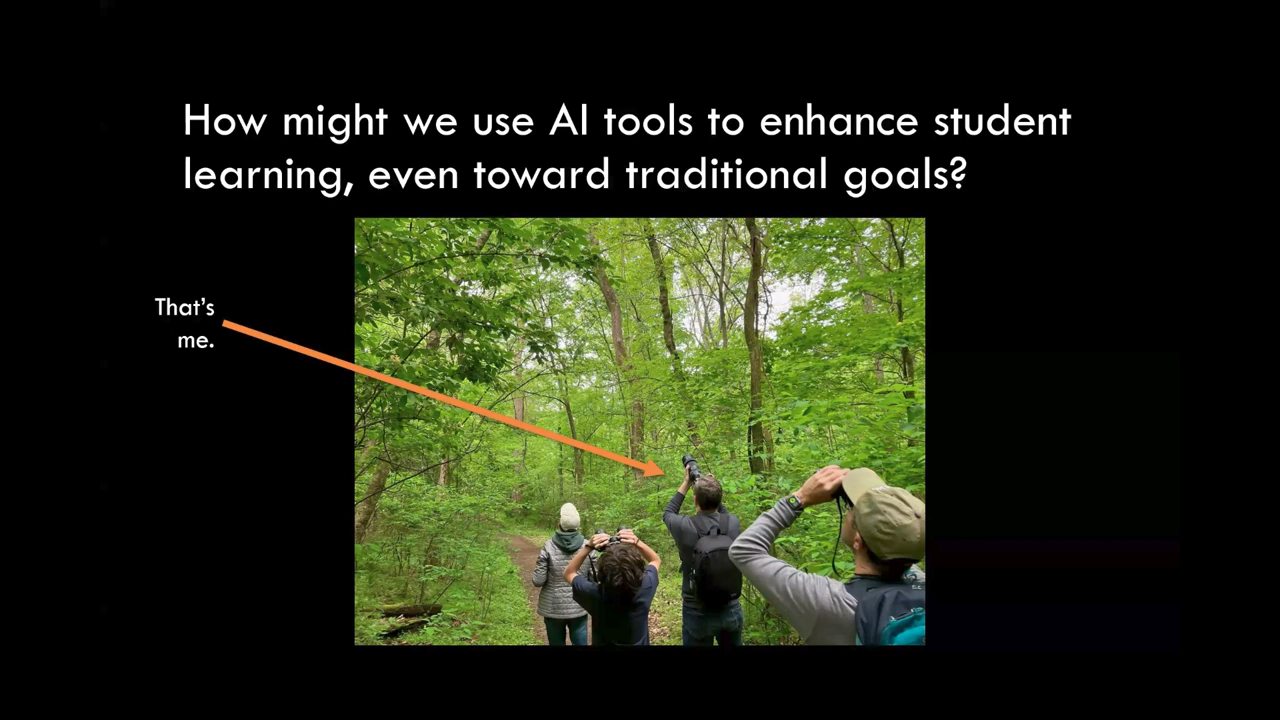 How might we use AI tools to enhance student
learning, even toward traditional goals?
That's
me.